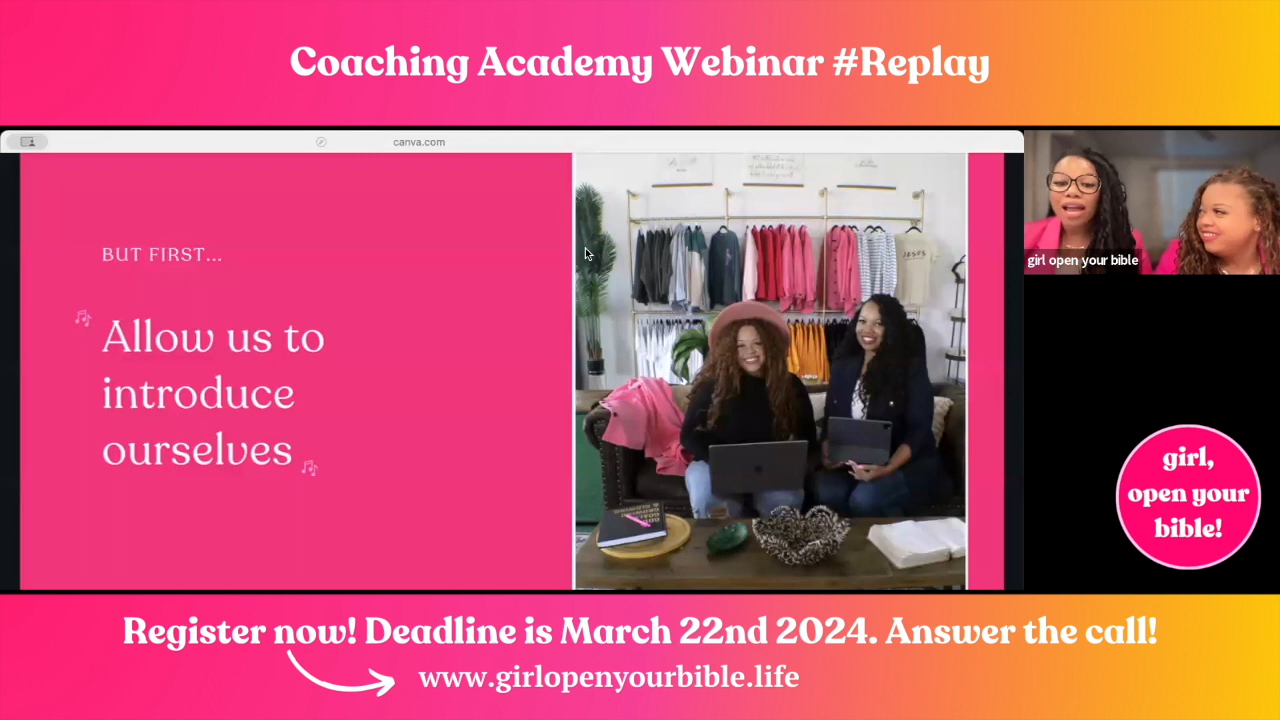 Coaching Academy Webinar #Replay
canva.com
BUT FIRST...
Allow us to
introduce
ourselves
JESUS
girl open your bible
girl,
open your
bible!
Register now! Deadline is March 22nd 2024. Answer the call!
www.girlopenyourbible.life